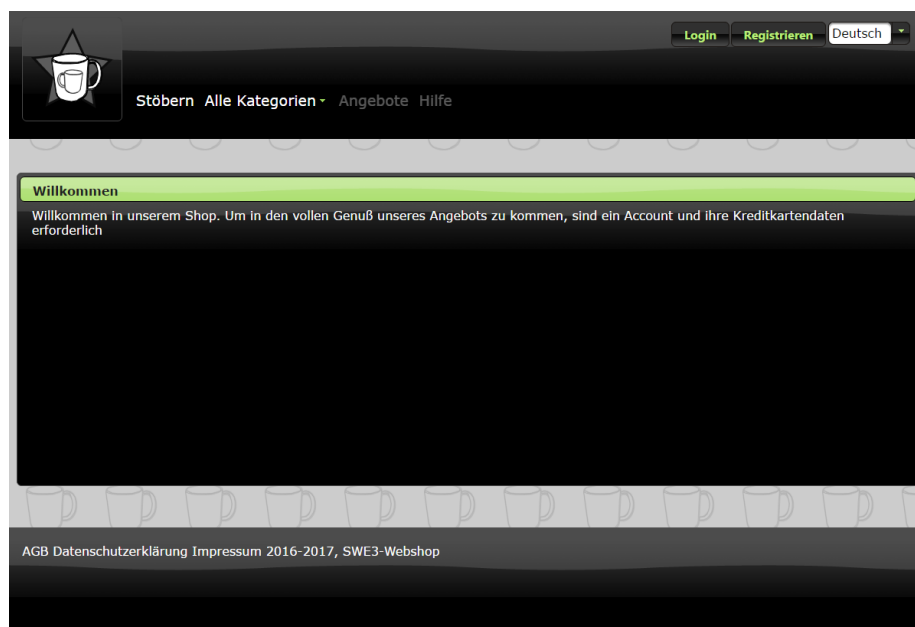 Login Registrieren Deutsch
Stöbern Alle Kategorien Angebote Hilfe
Willkommen
Willkommen in unserem Shop. Um in den vollen Genuß unseres Angebots zu kommen, sind ein Account und ihre Kreditkartendaten
erforderlich
AGB Datenschutzerklärung Impressum 2016-2017, SWE3-Webshop